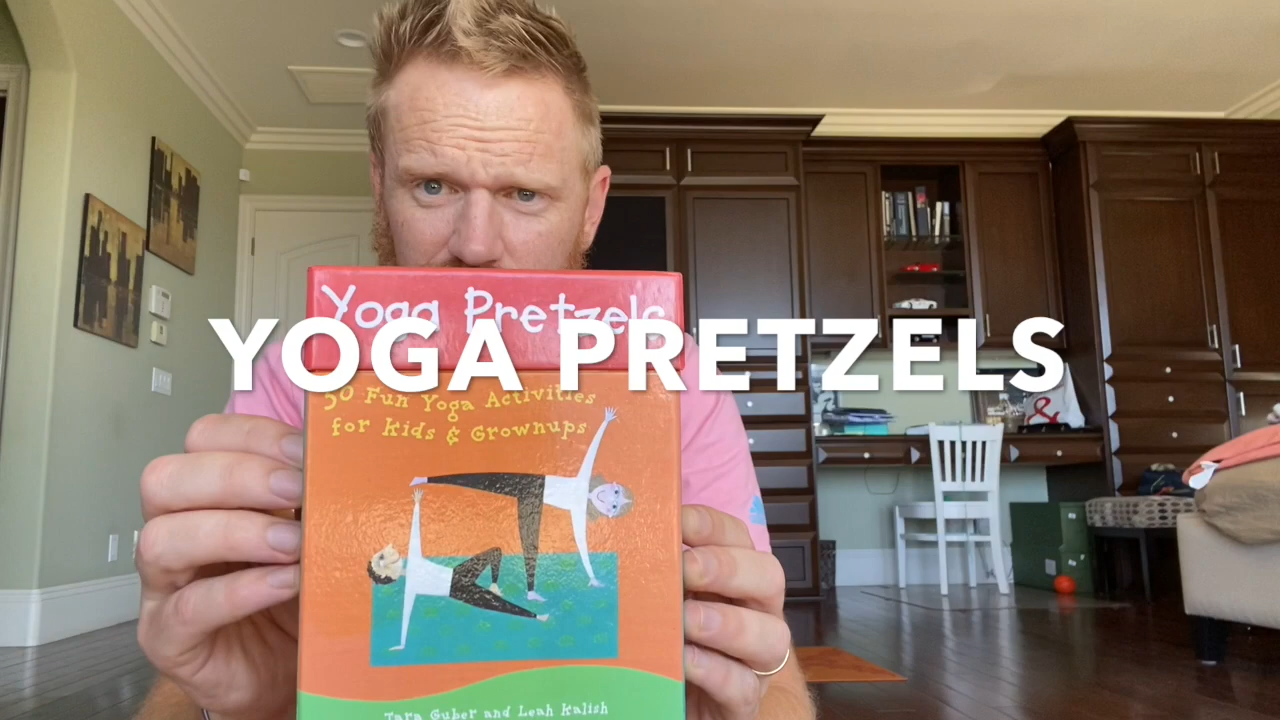 Yoga Pretzels
YOGA PRETZELS
50 Fun Yoga Activities
for Kids & Grownups
&
Tara Guber and Leah Kalish